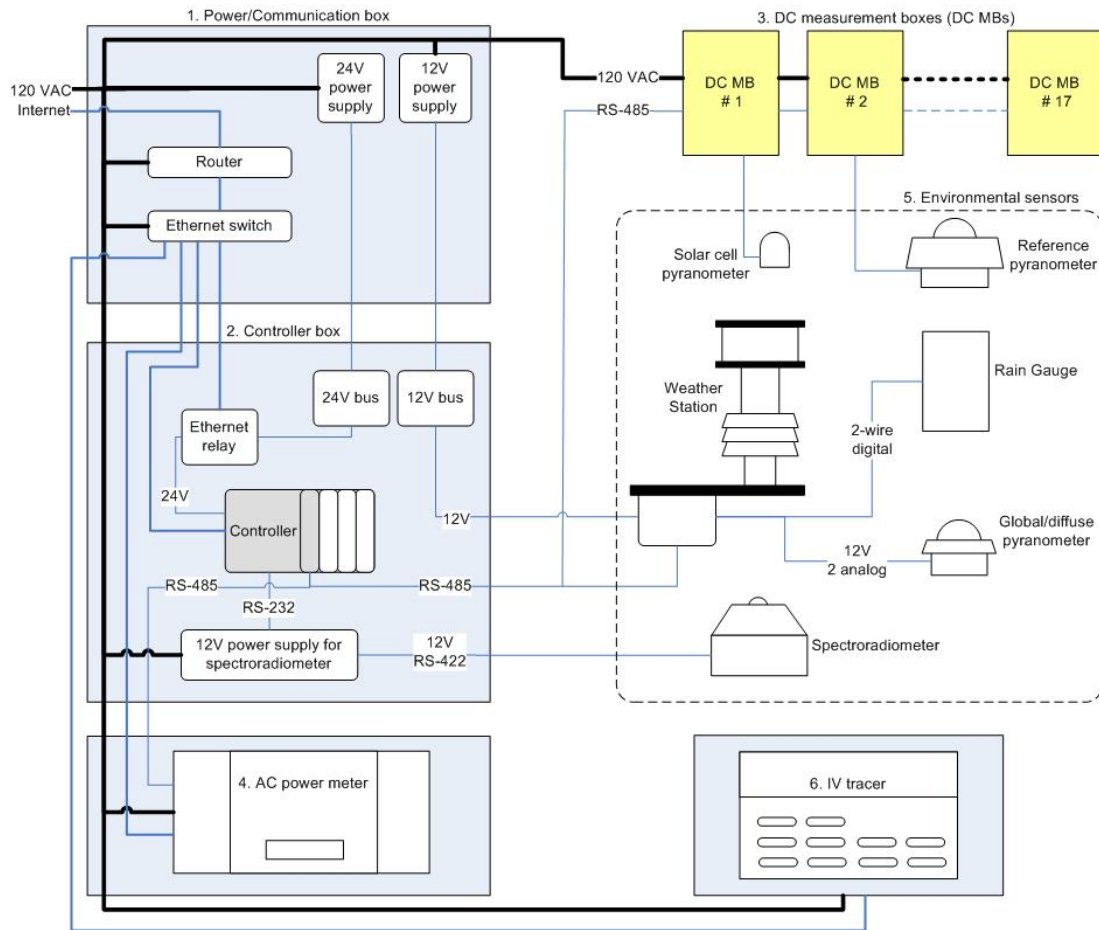 1. Power/Communication box
3. DC measurement boxes (DC MBs)
24V
power
supply
12V
power
supply
120 VAC
Internet
120 VAC
DC MB
# 1
DC MB
# 2
DC MB
# 17
RS-485
Router
Ethernet switch
5. Environmental sensors
Solar cell
pyranometer
Reference
pyranometer
2. Controller box
24V bus
12V bus
Ethernet
relay
Weather
Station
Rain Gauge
2-wire
digital
24V
Controller
12V
Global/diffuse
pyranometer
12V
2 analog
RS-485
RS-485
RS-232
12V power supply for
spectroradiometer
12V
RS-422
Spectroradiometer
4. AC power meter
6. IV tracer